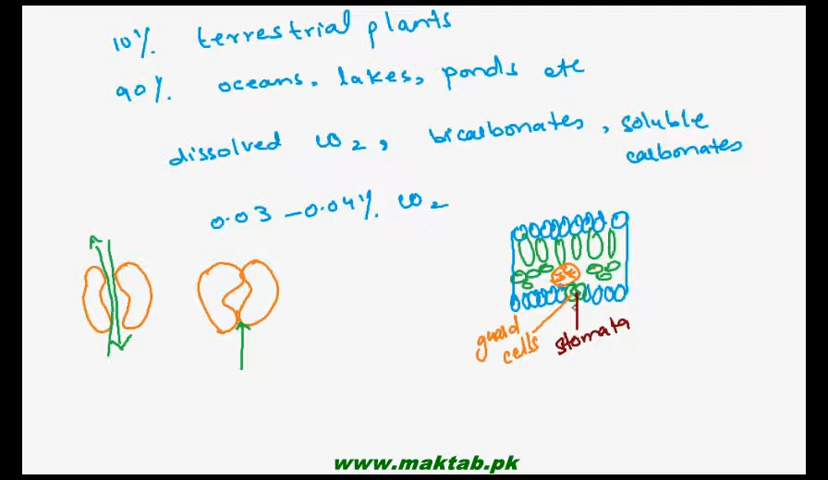 10% terrestrial plants
90% oceans, lakes, ponds etc
dissolved CO2, bicarbonates, soluble
carbonates
0.03 - 0.04% CO2
guard
cells
stomata
www.maktab.pk